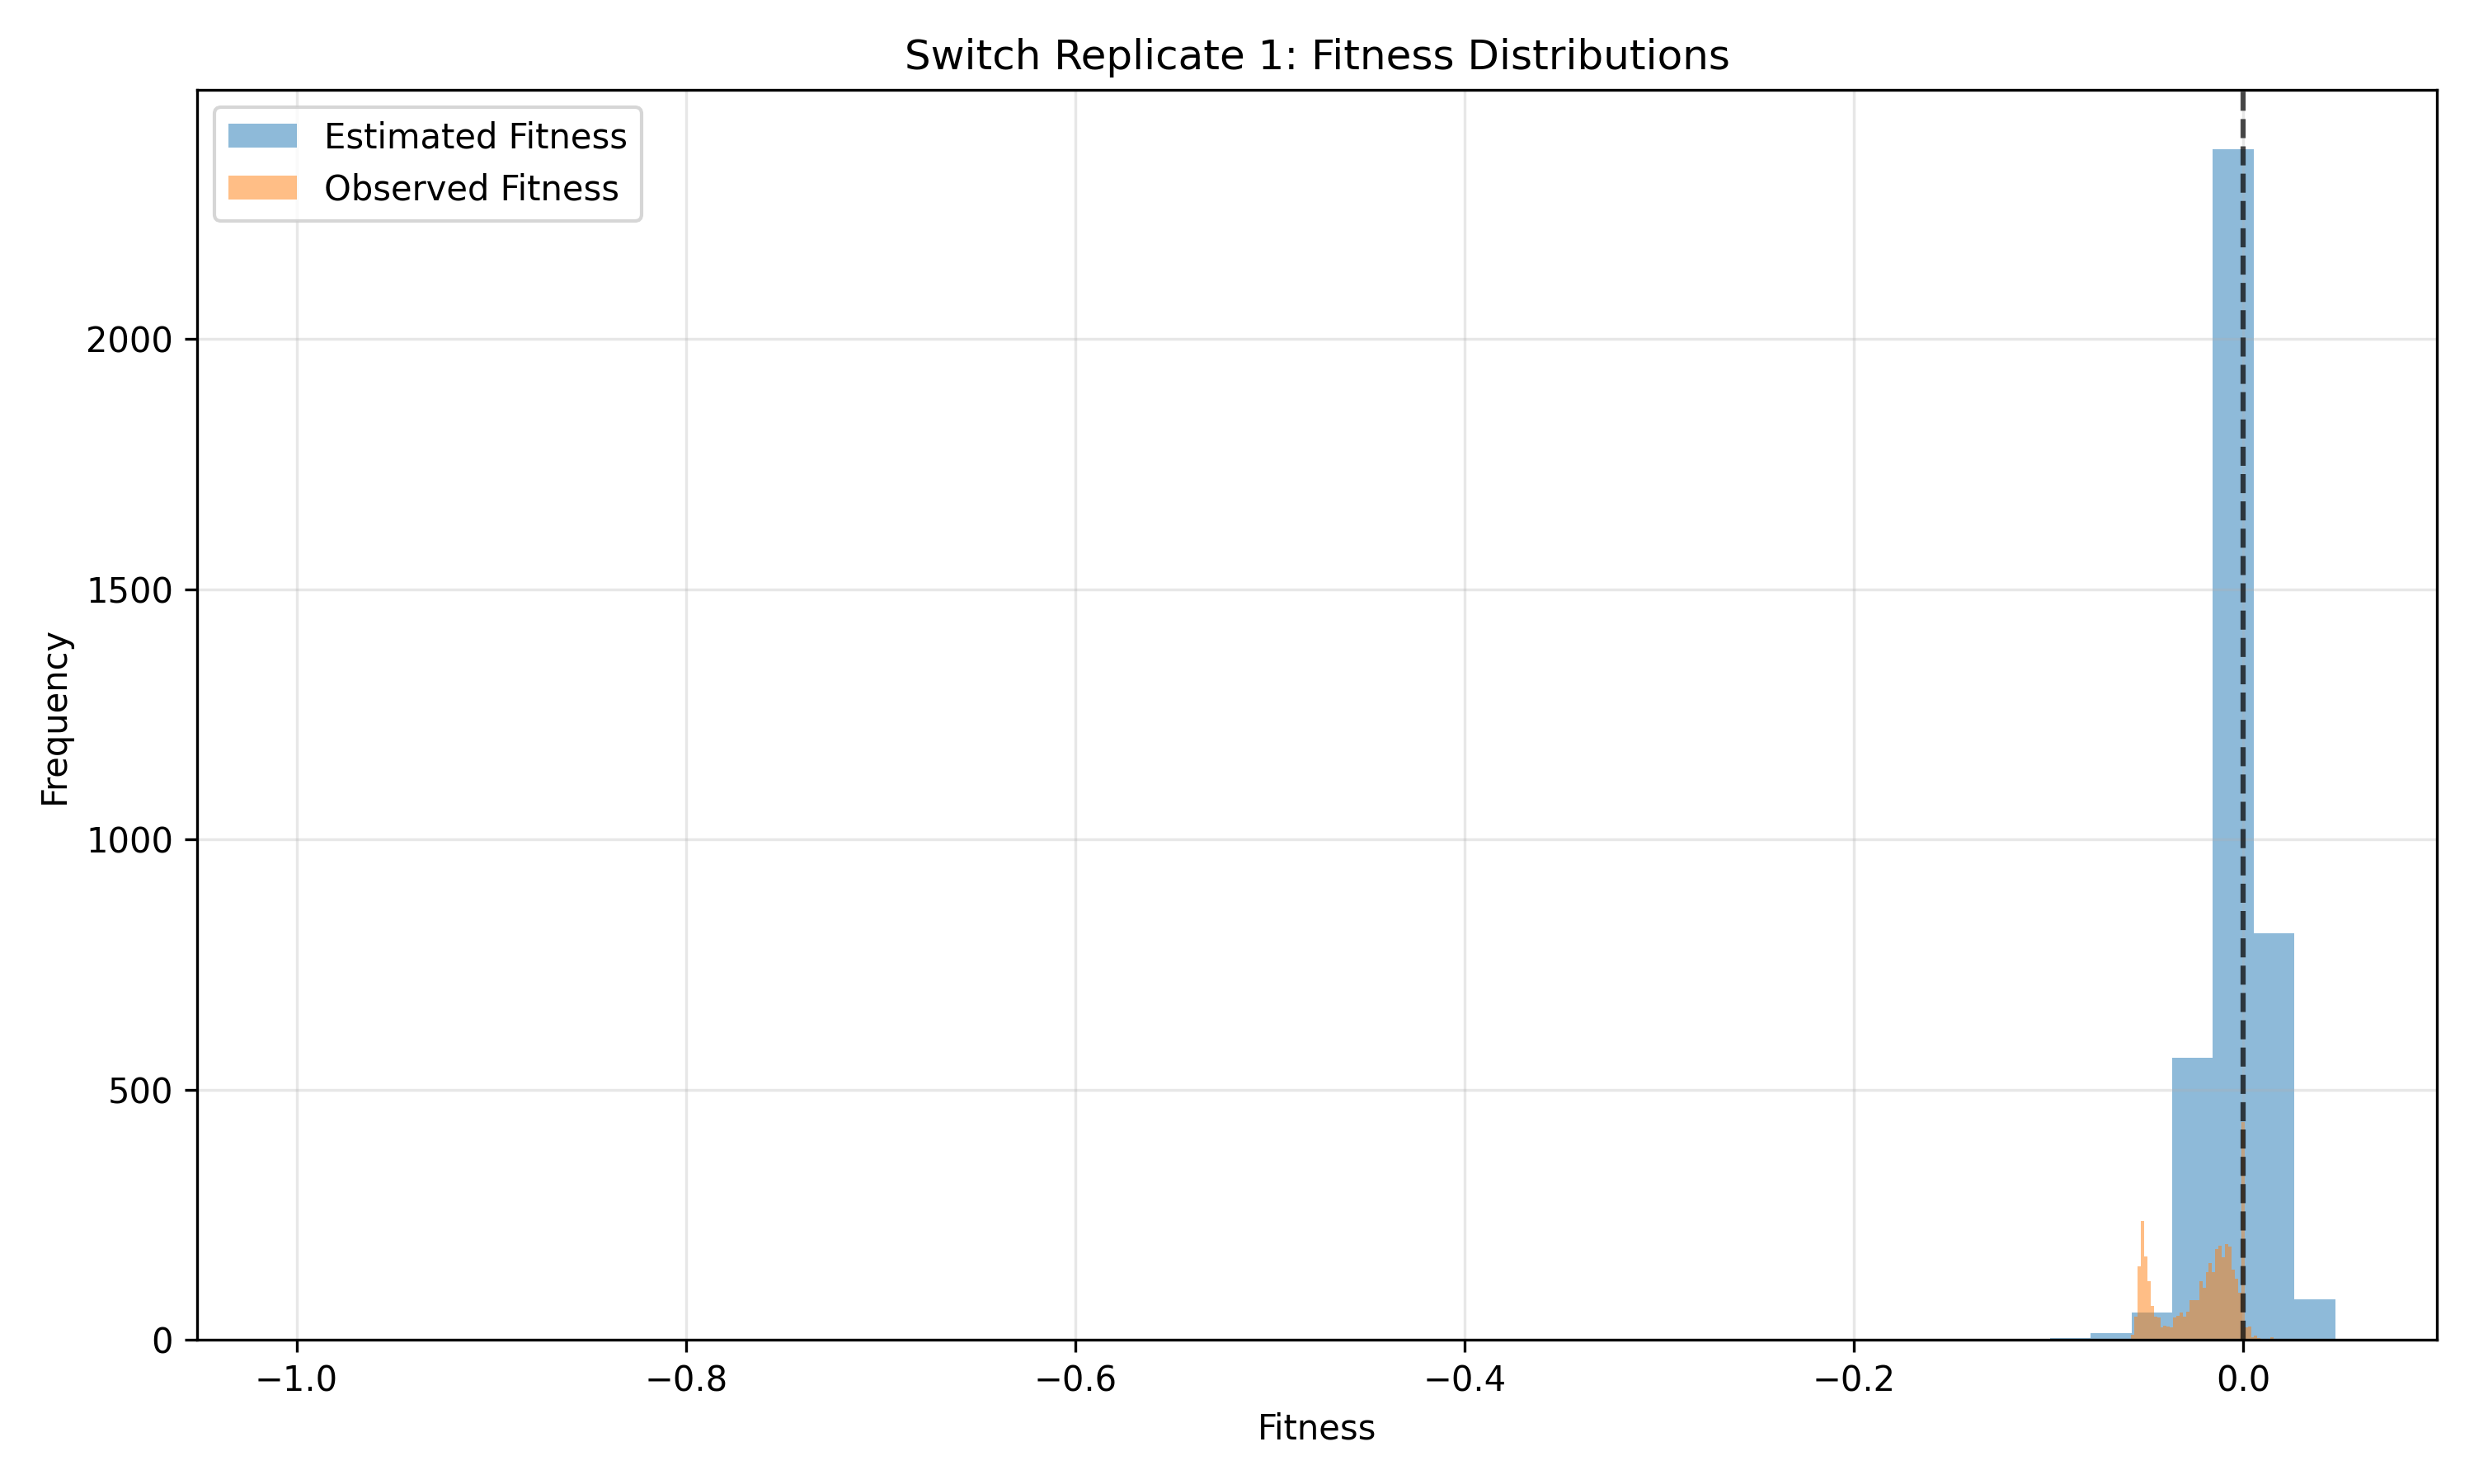 Switch Replicate 1: Fitness Distributions
Estimated Fitness
Observed Fitness
2000
1500
1000
500
0
Frequency
−1.0 −0.8 −0.6 −0.4 −0.2 0.0
Fitness